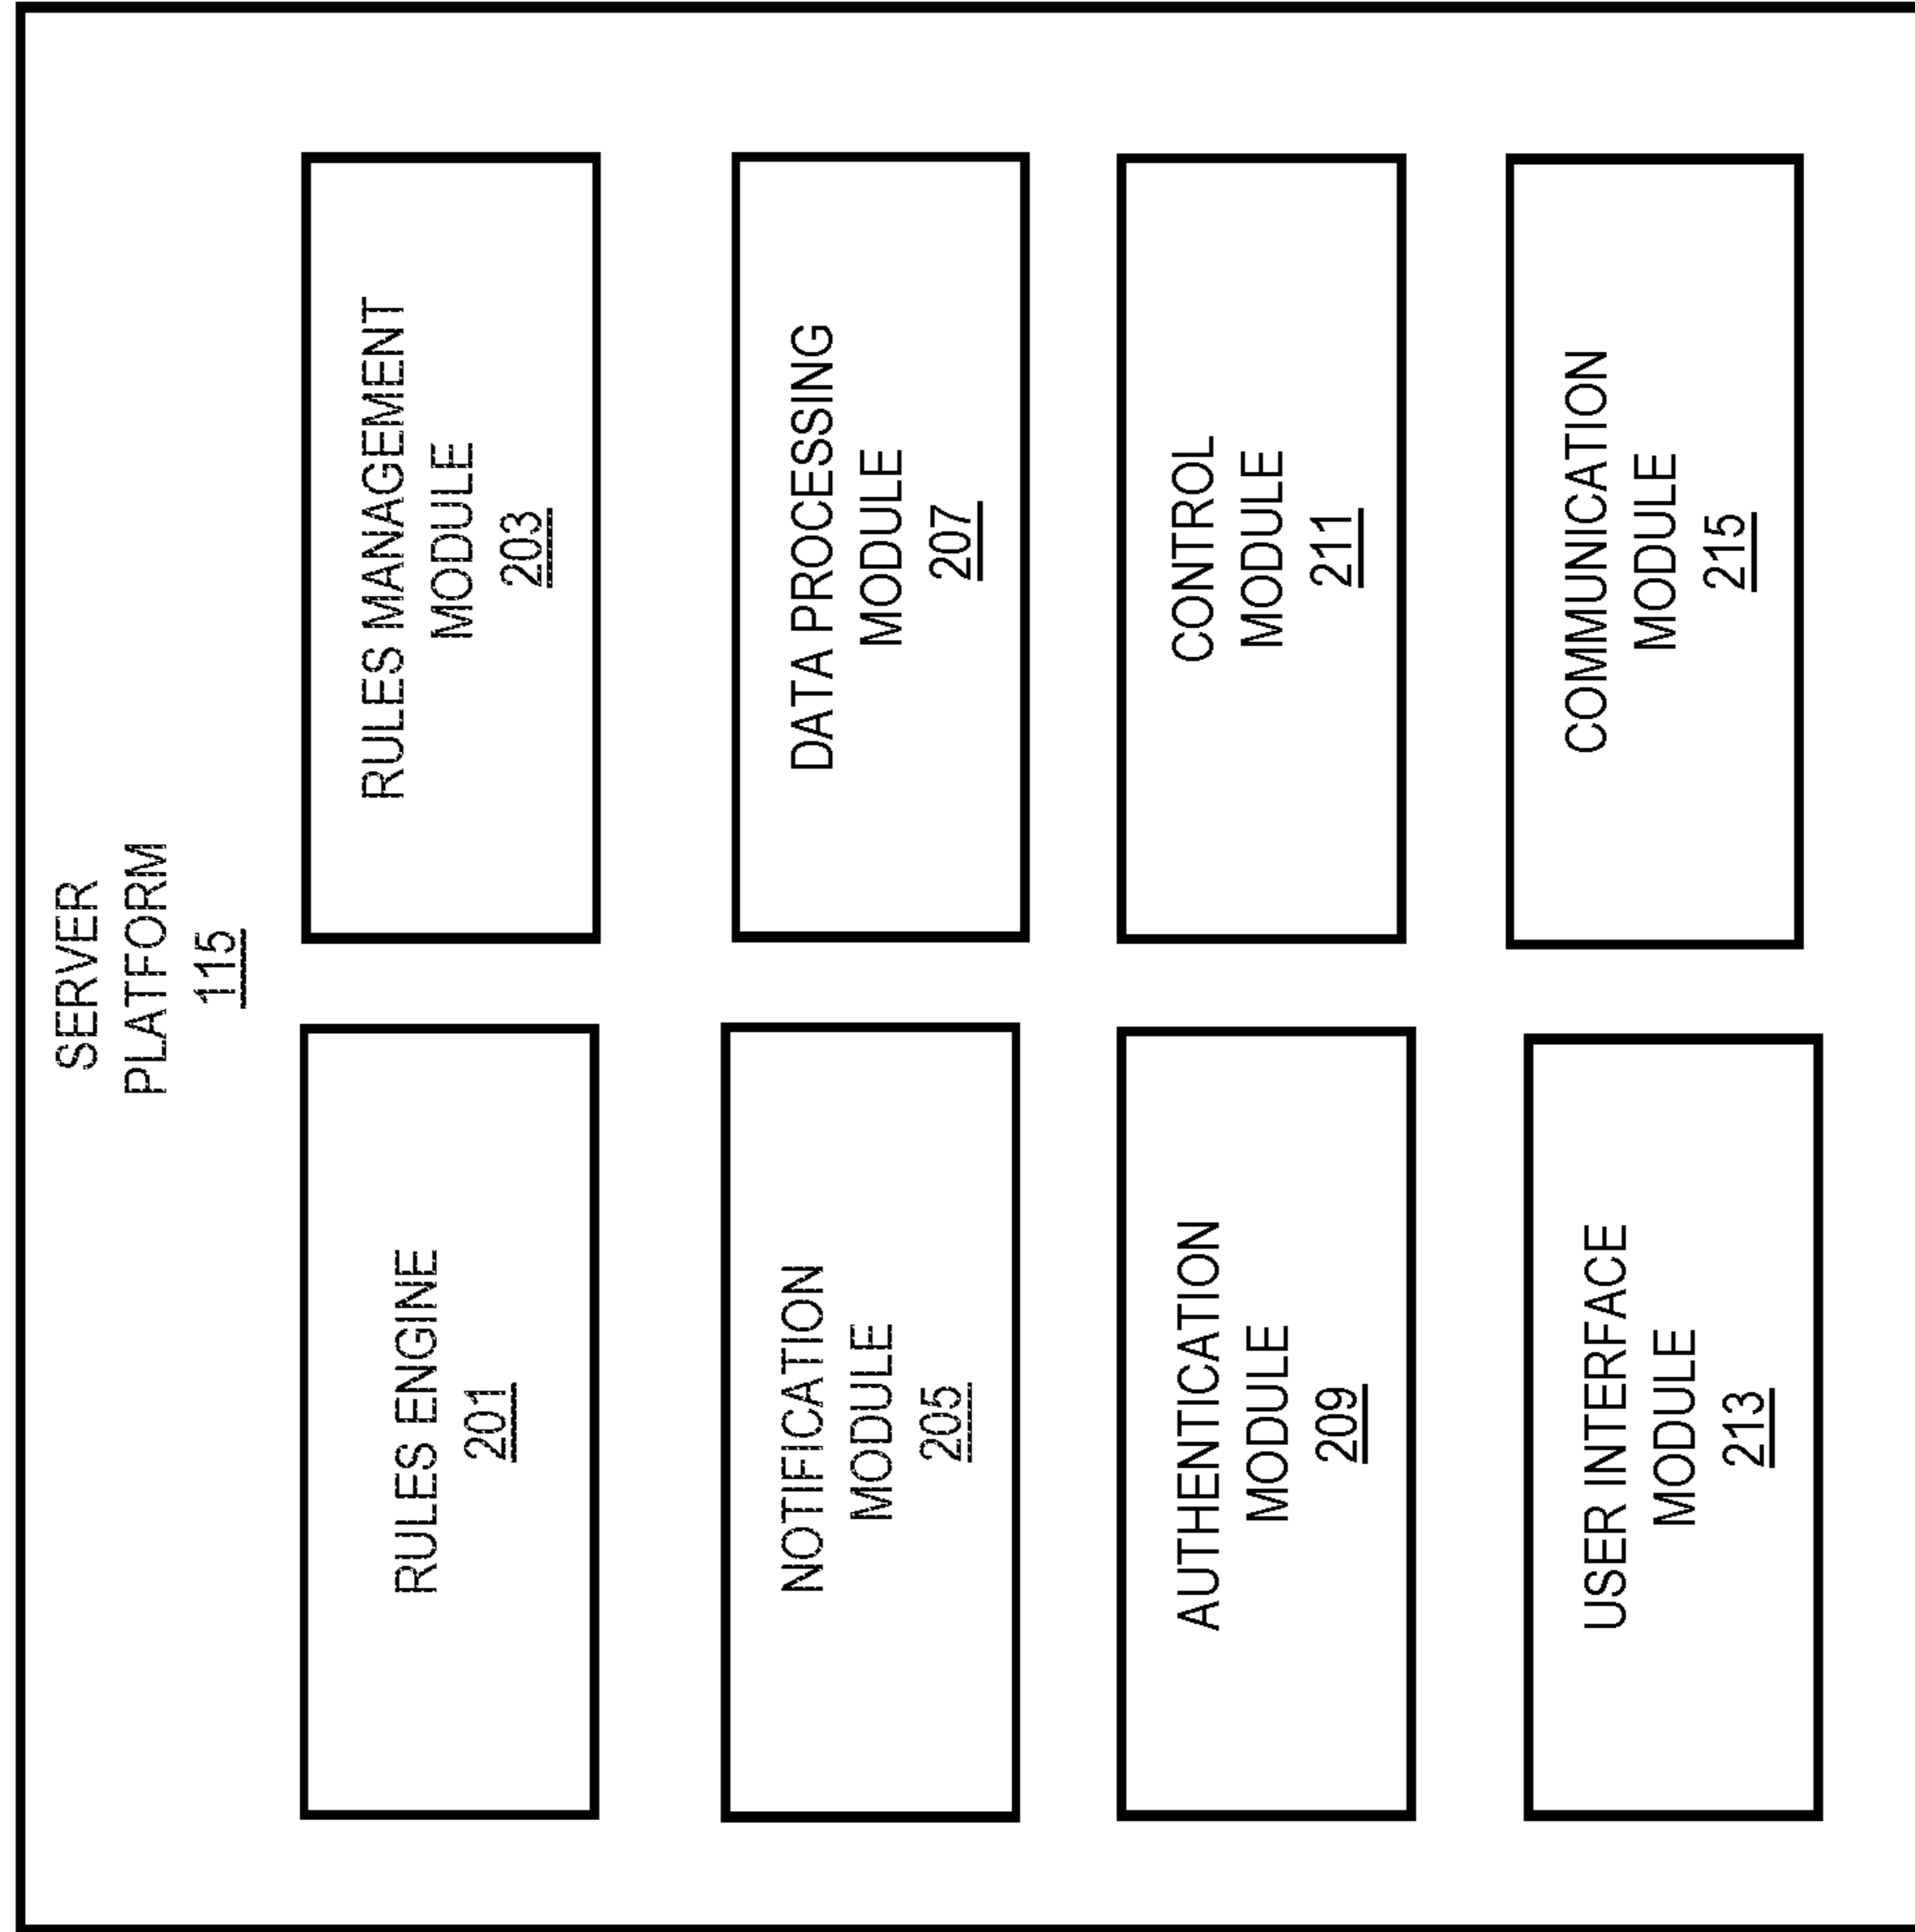 SERVER
PLATFORM
115
RULES ENGINE
201
RULES MANAGEMENT
MODULE
203
NOTIFICATION
MODULE
205
DATA PROCESSING
MODULE
207
AUTHENTICATION
MODULE
209
CONTROL
MODULE
211
USER INTERFACE
MODULE
213
COMMUNICATION
MODULE
215